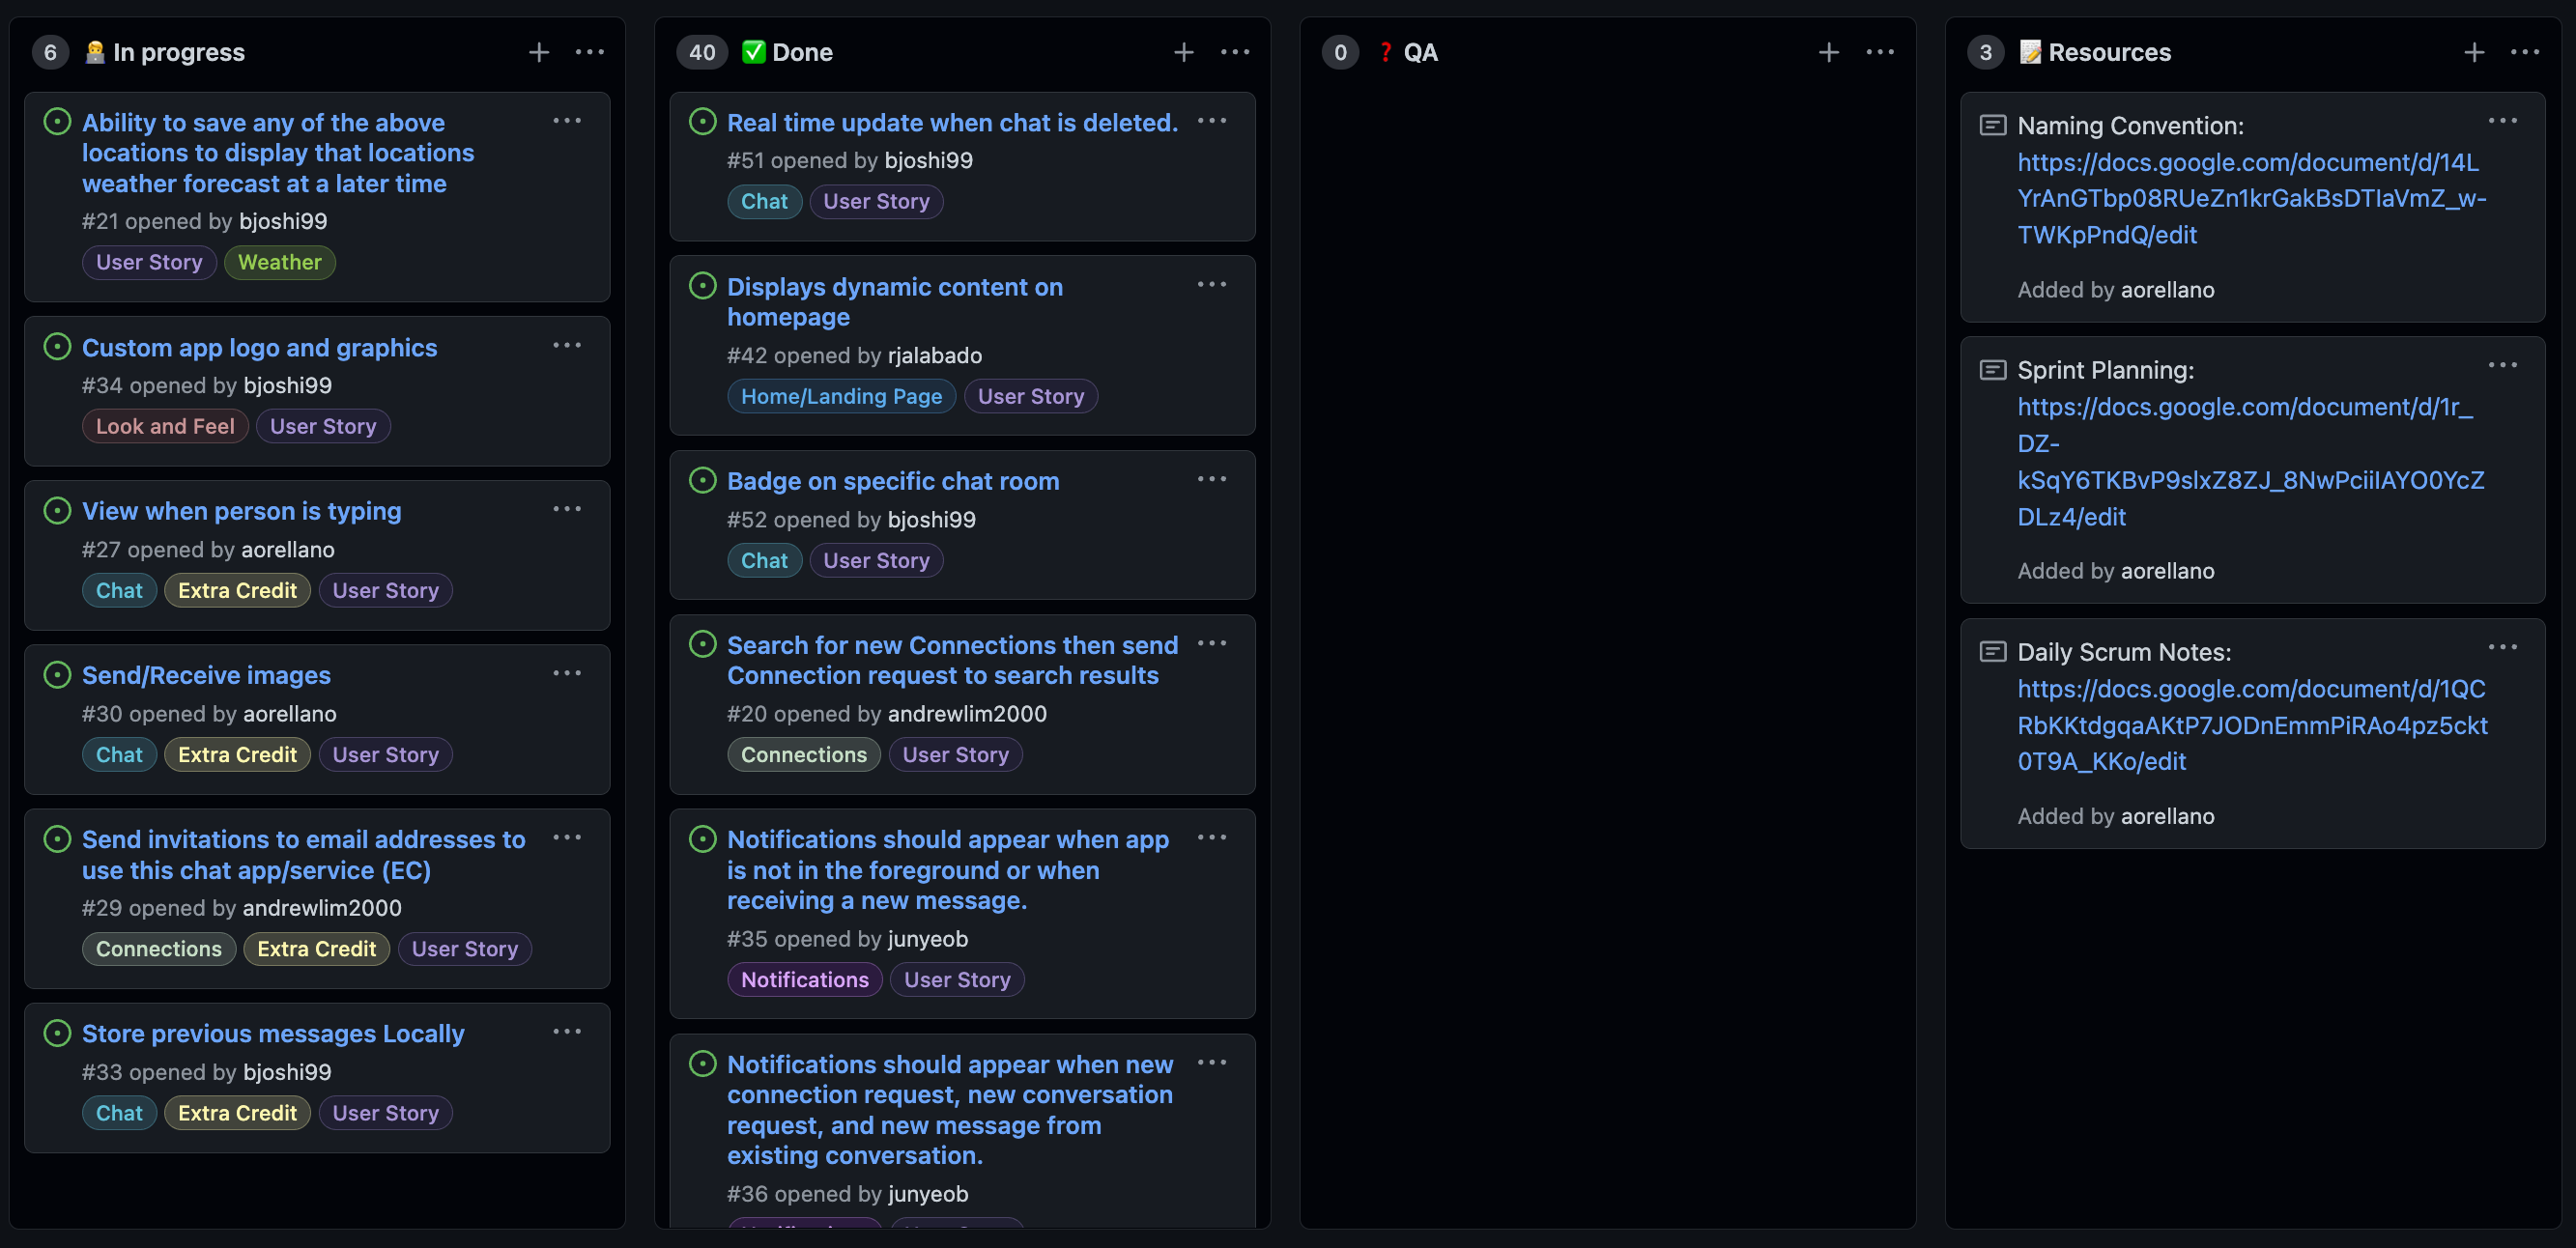 6 In progress
Ability to save any of the above
locations to display that locations
weather forecast at a later time
#21 opened by bjoshi99
User Story Weather
Custom app logo and graphics
#34 opened by bjoshi99
Look and Feel User Story
View when person is typing
#27 opened by aorellano
Chat Extra Credit User Story
Send/Receive images
#30 opened by aorellano
Chat Extra Credit User Story
Send invitations to email addresses to
use this chat app/service (EC)
#29 opened by andrewlim2000
Connections Extra Credit User Story
Store previous messages Locally
#33 opened by bjoshi99
Chat Extra Credit User Story
40 Done
Real time update when chat is deleted.
#51 opened by bjoshi99
Chat User Story
Displays dynamic content on
homepage
#42 opened by rjalabado
Home/Landing Page User Story
Badge on specific chat room
#52 opened by bjoshi99
Chat User Story
Search for new Connections then send
Connection request to search results
#20 opened by andrewlim2000
Connections User Story
Notifications should appear when app
is not in the foreground or when
receiving a new message.
#35 opened by junyeob
Notifications User Story
Notifications should appear when new
connection request, new conversation
request, and new message from
existing conversation.
#36 opened by junyeob
0 ? QA
3 Resources
Naming Convention:
https://docs.google.com/document/d/14L
YrAnGTbp08RUeZn1krGakBsDTIaVmZ_w-
TWKpPndQ/edit
Added by aorellano
Sprint Planning:
https://docs.google.com/document/d/1r_
DZ-
kSqY6TKBvP9slxZ8ZJ_8NwPciilAYO0YcZ
DLz4/edit
Added by aorellano
Daily Scrum Notes:
https://docs.google.com/document/d/1QC
RbKKtdgqaAKtP7JODnEmmPiRAo4pz5ckt
0T9A_KKo/edit
Added by aorellano